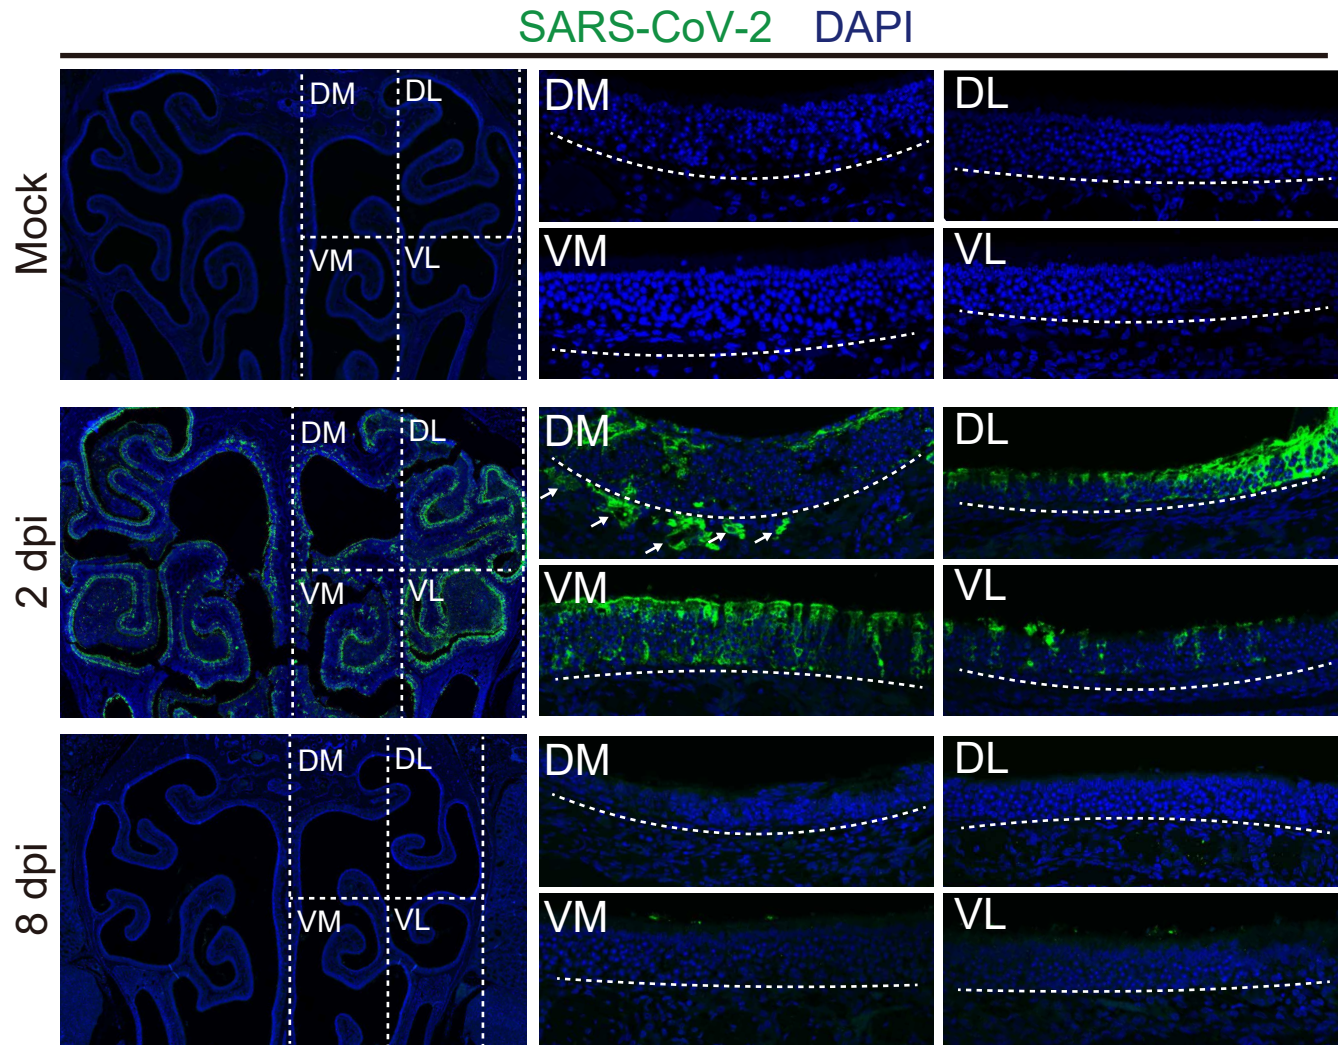 SARS-CoV-2 DAPI
Mock
DM DL
VM VL
DM
DL
VM
VL
2 dpi
DM DL
VM VL
DM
DL
VM
VL
8 dpi
DM DL
VM VL
DM
DL
VM
VL